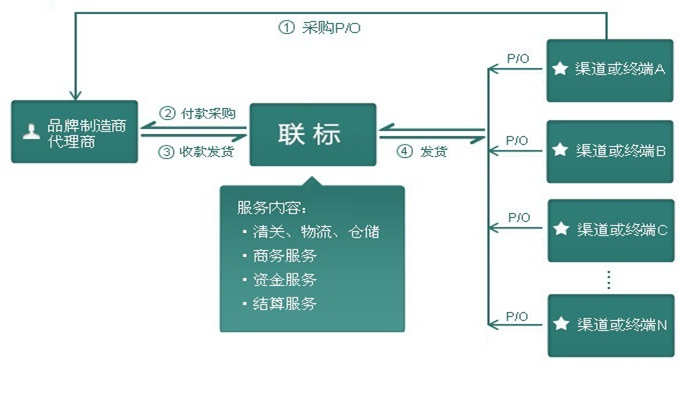 ① 采购P/O
品牌制造商
代理商
② 付款采购
③ 收款发货
联标
④ 发货
服务内容：
·清关、物流、仓储
·商务服务
·资金服务
·结算服务
P/O
渠道或终端A
P/O
渠道或终端B
P/O
渠道或终端C
P/O
渠道或终端N